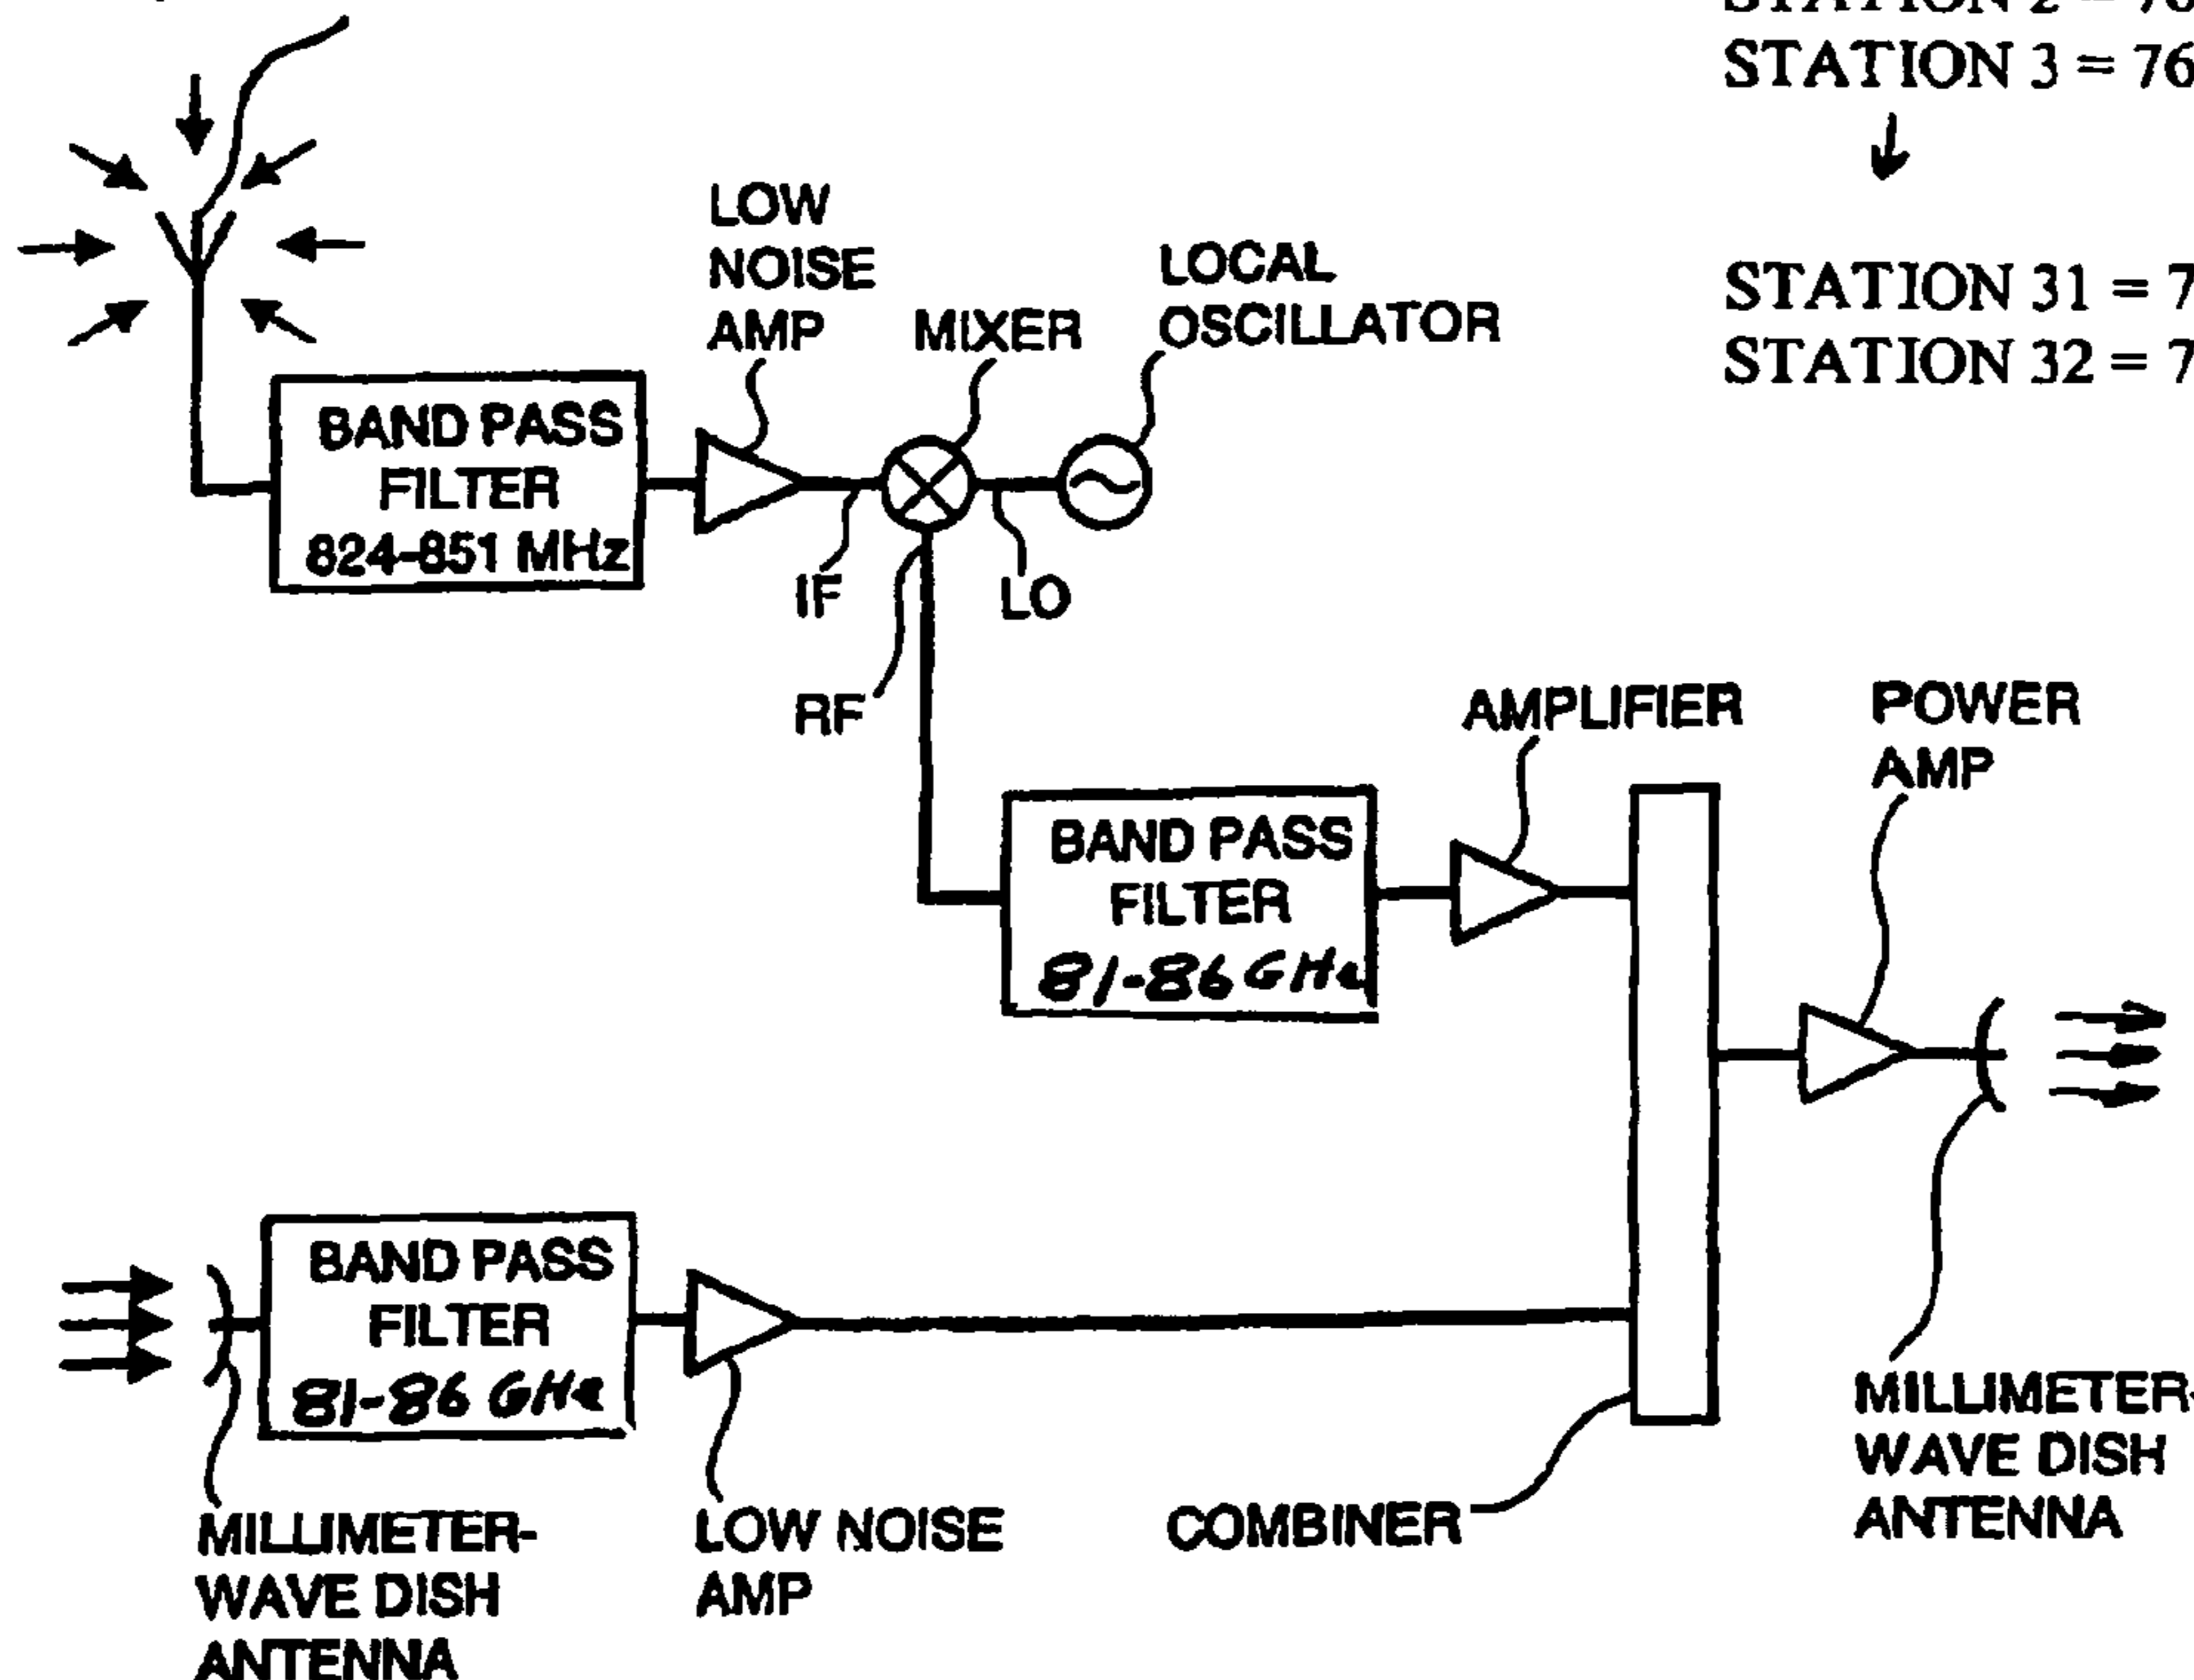 STATION 3 = 76
STATION 31 = 7
STATION 32 = 7
LOW
NOISE
AMP
MIXER
LOCAL
OSCILLATOR
BAND PASS
FILTER
824-851 MHz
IF
LO
RF
AMPLIFIER
POWER
AMP
BAND PASS
FILTER
81-86 GHz
BAND PASS
FILTER
81-86 GHz
MILLIMETER-
WAVE DISH
ANTENNA
LOW NOISE
AMP
COMBINER
MILLIMETER-
WAVE DISH
ANTENNA